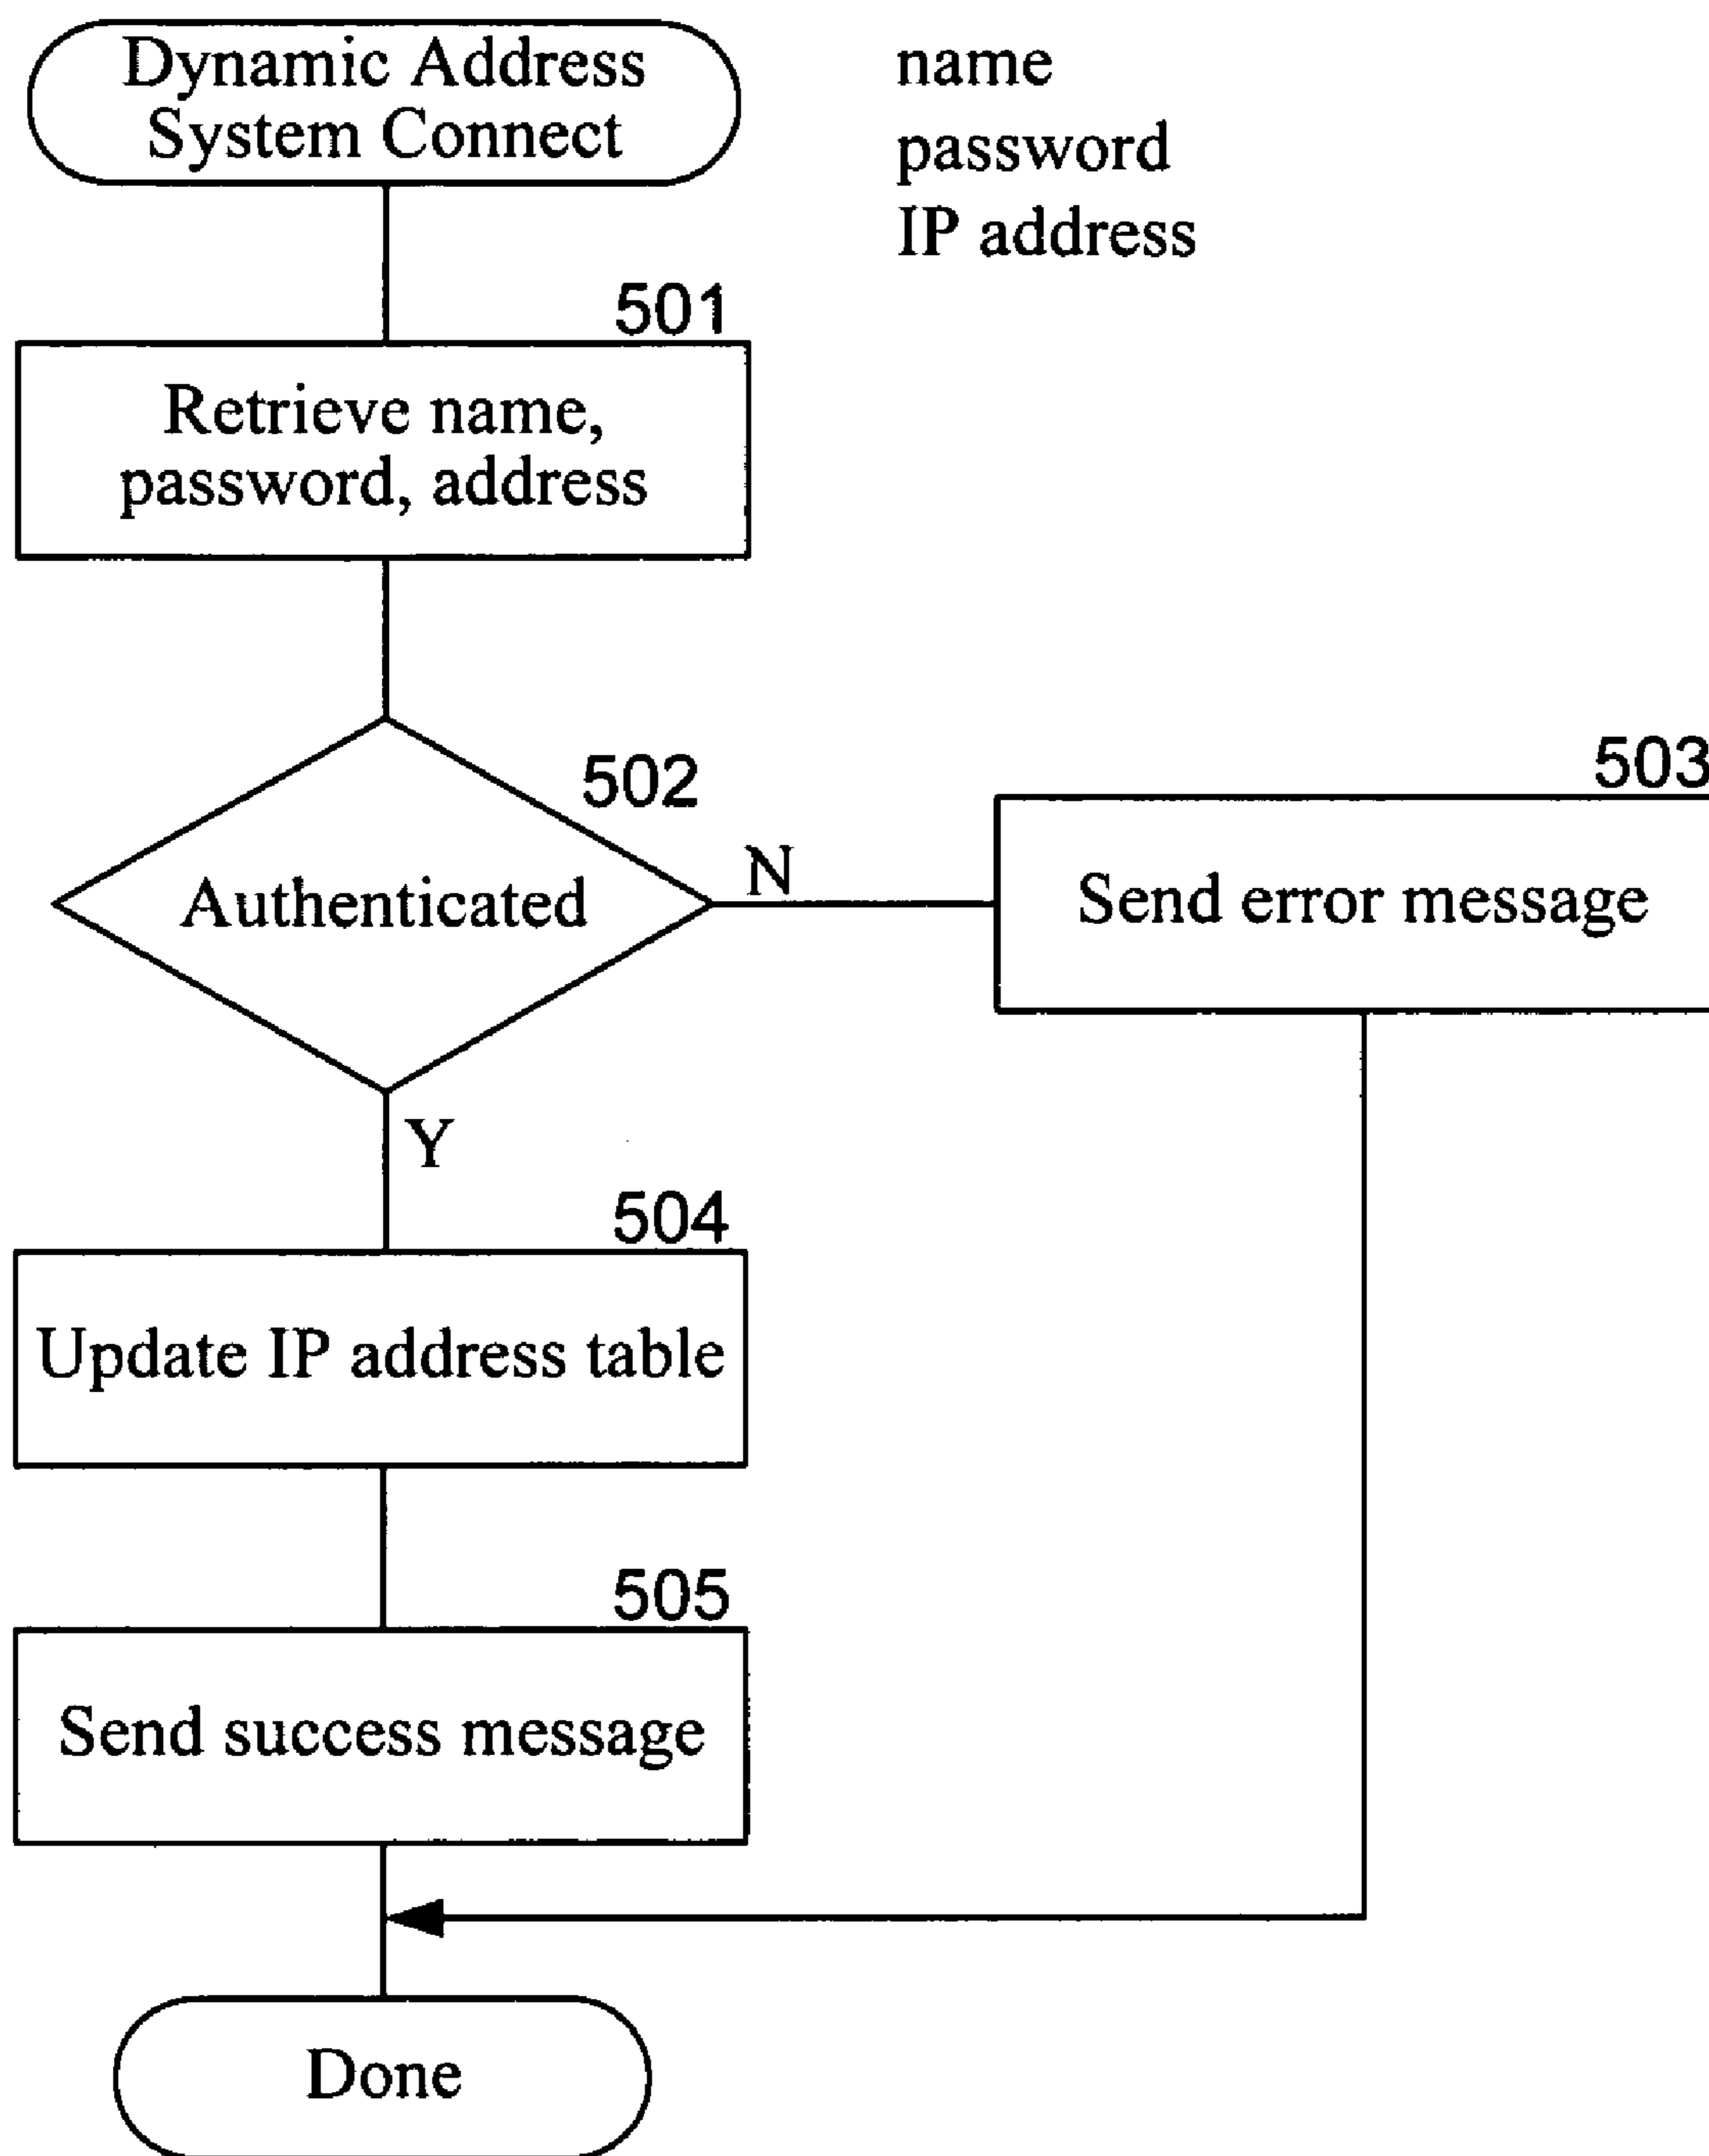 Dynamic Address
System Connect
name
password
IP address
501
Retrieve name,
password, address
502
Authenticated
N
503
Send error message
Y
504
Update IP address table
505
Send success message
Done